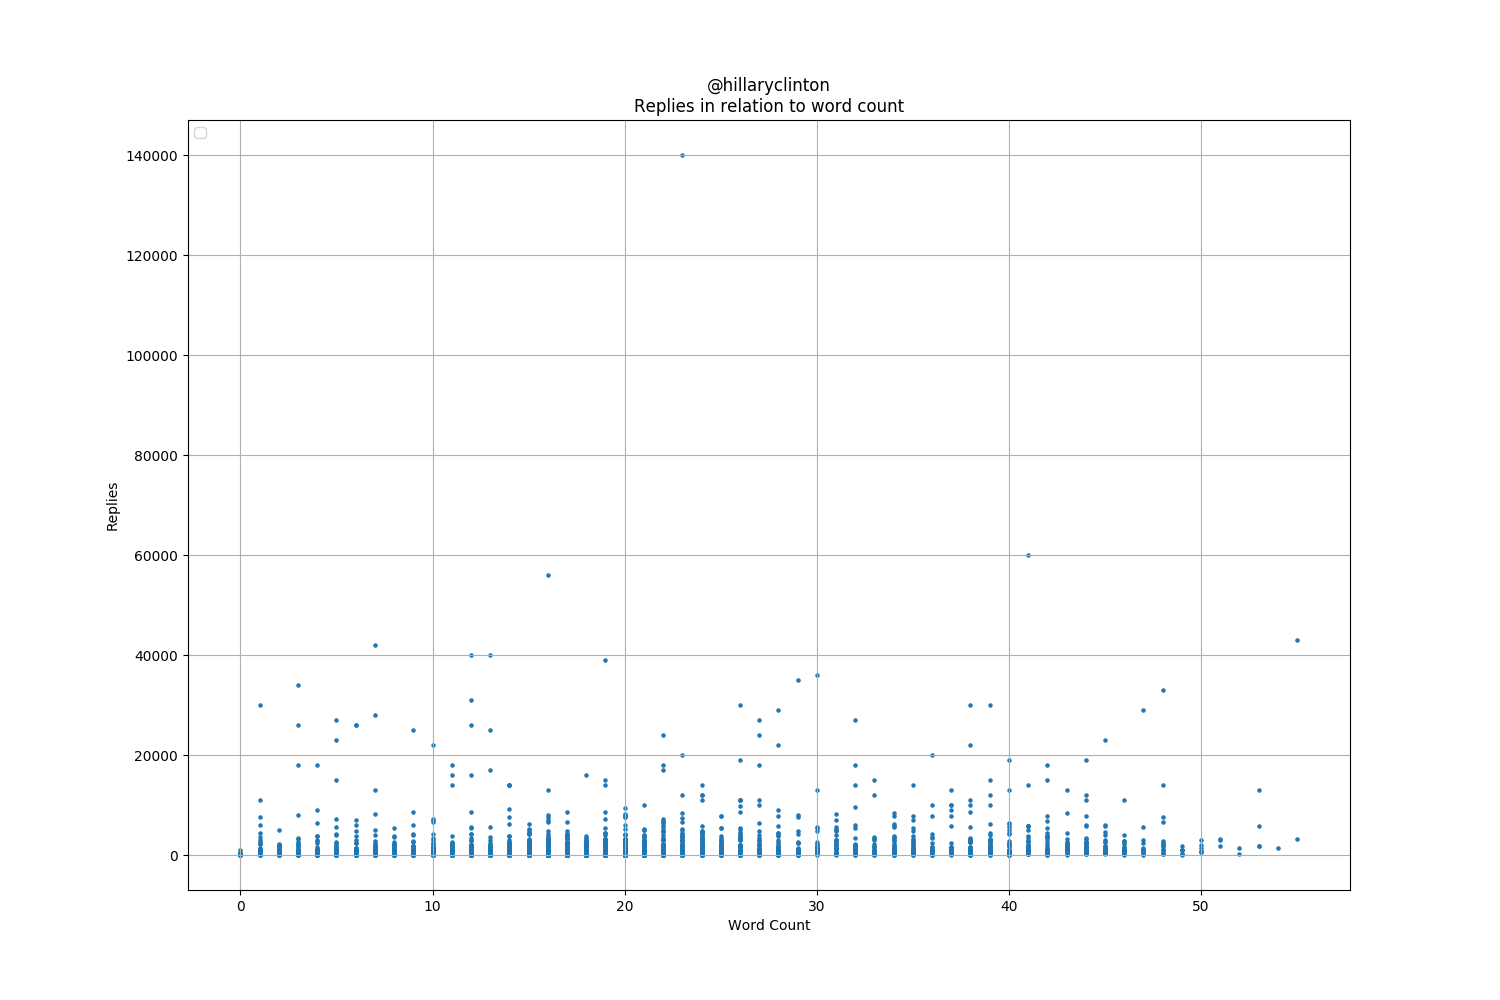 @hillaryclinton
Replies in relation to word count
140000
120000
100000
80000
60000
40000
20000
0
Replies
0 10 20 30 40 50
Word Count